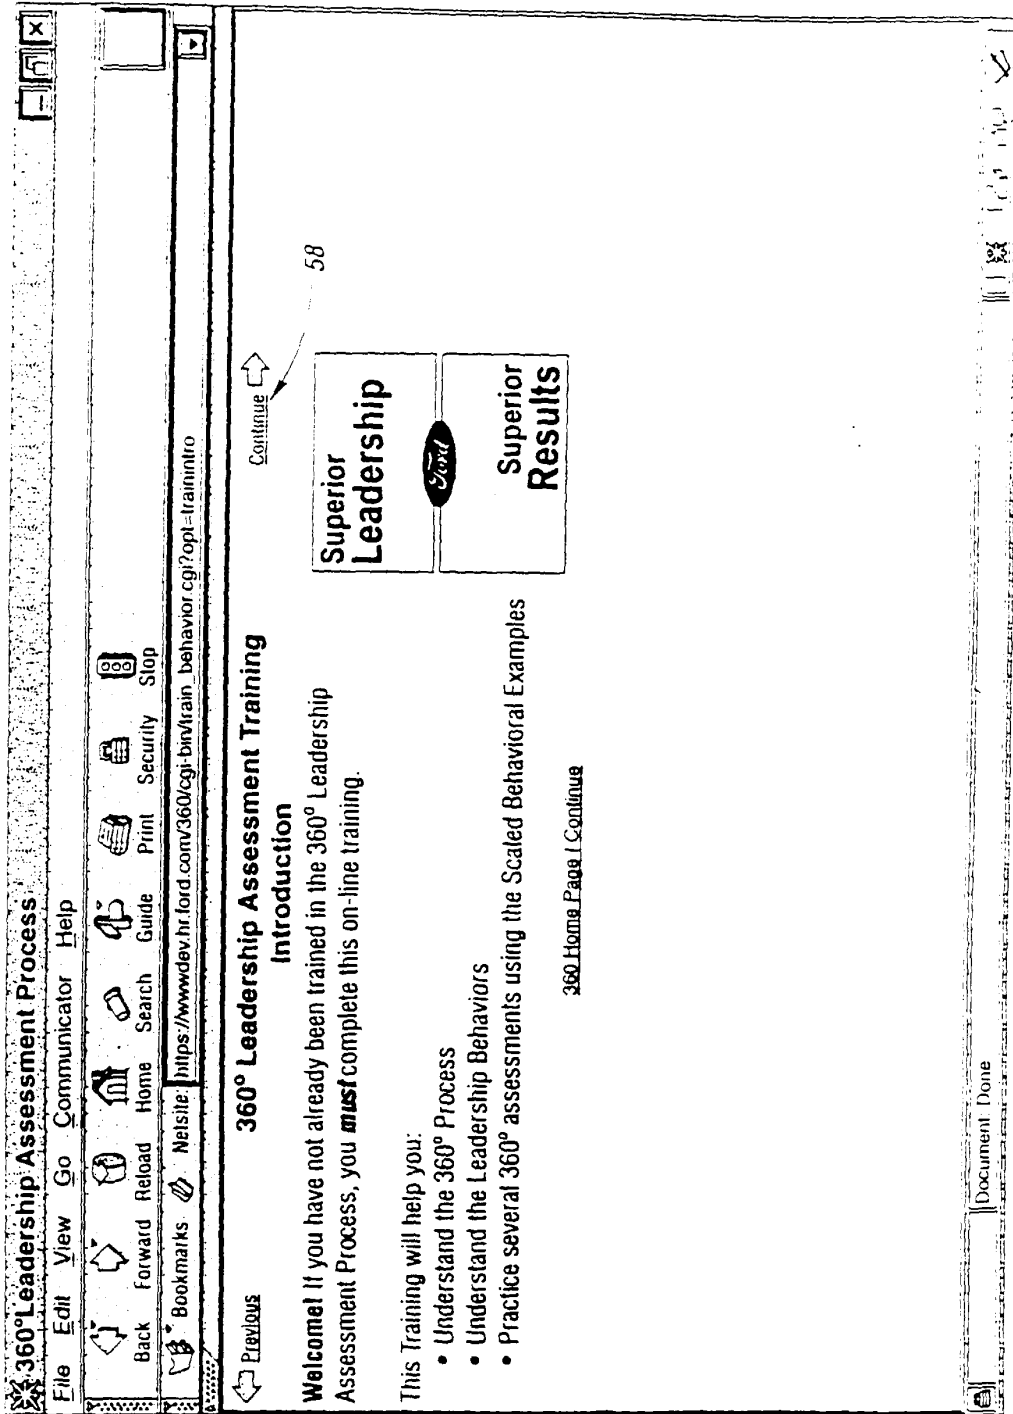 360°Leadership Assessment Process
File Edit View Go Communicator Help
Back Forward Reload Home Search Guide Print Security Stop
Bookmarks Netsite: https://wwwdev.hr.ford.com/360/cgi-bin/train_behavior.cgi?opt=trainintro
Previous
Continue
58
360° Leadership Assessment Training
Introduction
Welcome! If you have not already been trained in the 360° Leadership
Assessment Process, you must complete this on-line training.
This Training will help you:
• Understand the 360° Process
• Understand the Leadership Behaviors
• Practice several 360° assessments using the Scaled Behavioral Examples
Superior
Leadership
Ford
Superior
Results
360 Home Page | Continue
Document: Done